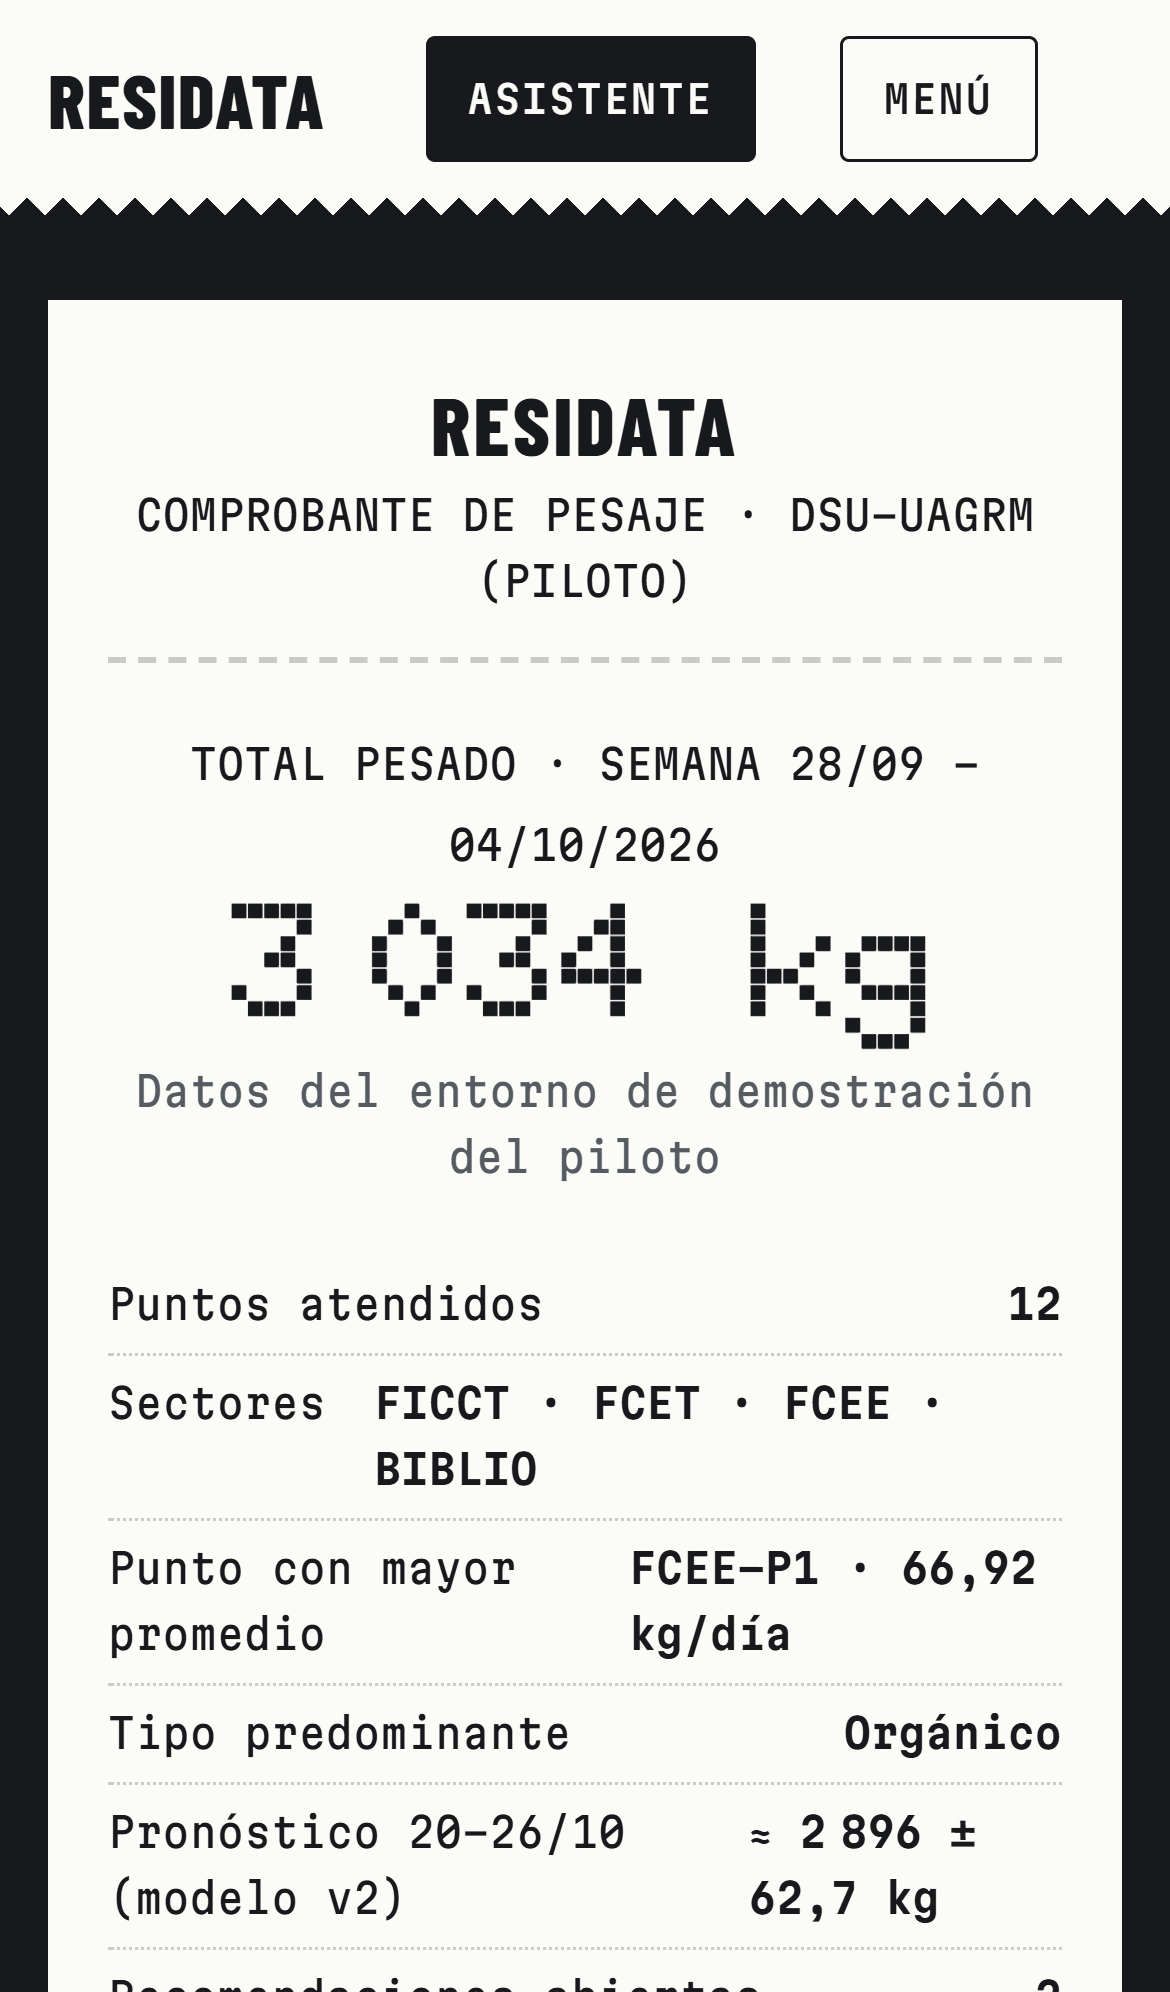 RESIDATA
ASISTENTE
MENÚ
RESIDATA
COMPROBANTE DE PESAJE · DSU–UAGRM
(PILOTO)
TOTAL PESADO · SEMANA 28/09 –
04/10/2026
3 034 kg
Datos del entorno de demostración
del piloto
Puntos atendidos 12
Sectores FICCT · FCET · FCEE ·
BIBLIO
Punto con mayor FCEE–P1 · 66,92
promedio kg/día
Tipo predominante Orgánico
Pronóstico 20–26/10 ≈ 2 896 ±
(modelo v2) 62,7 kg
Recomendaciones abiertas